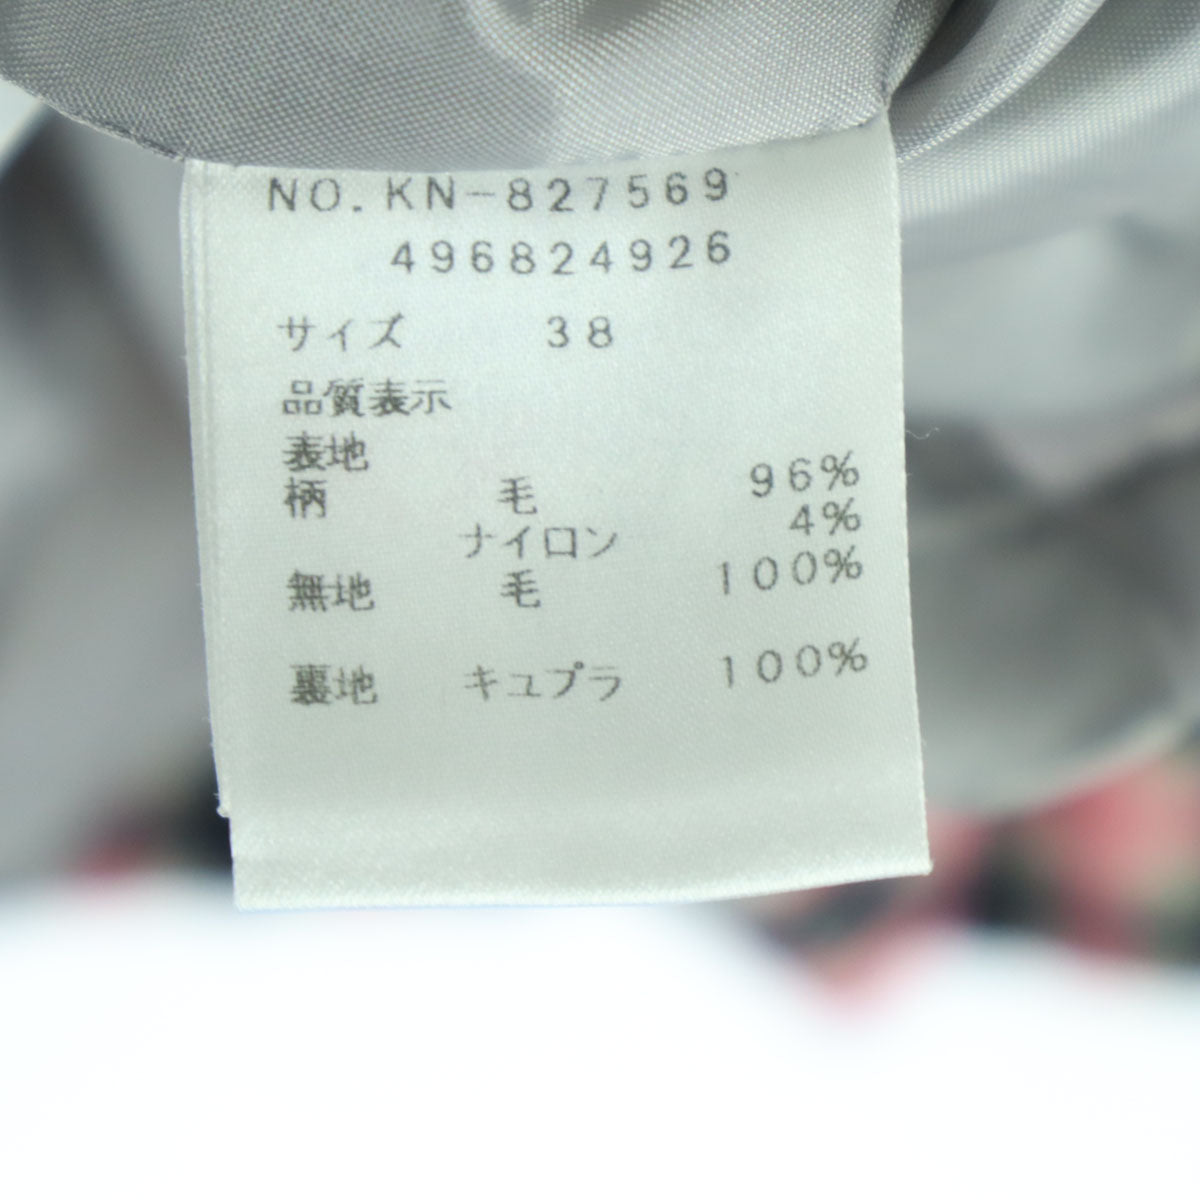 NO.KN-827569
496824926
サイズ 38
品質表示
表地
柄 毛 96%
ナイロン 4%
無地 毛 100%
裏地 キュプラ 100%